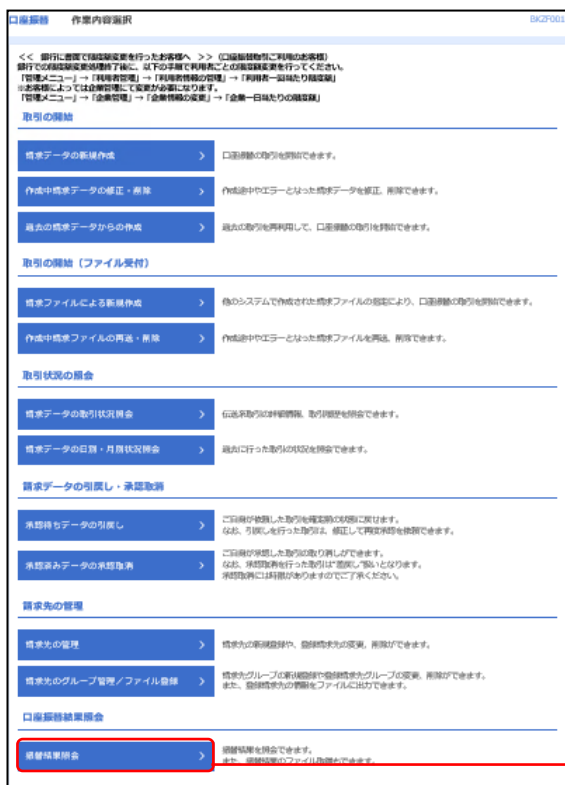 口座振替 作業内容選択 BKZF001
<< 銀行に書面で限度額変更を行ったお客様へ >> (口座振替取引ご利用のお客様)
銀行での限度額変更処理終了後に、以下の手順で利用者ごとの限度額変更を行ってください。
「管理メニュー」→「利用者管理」→「利用者情報の管理」→「利用者一回当たり限度額」
※お客様によっては企業管理にて変更が必要になります。
「管理メニュー」→「企業管理」→「企業情報の変更」→「企業一日当たりの限度額」
取引の開始
請求データの新規作成 > 口座振替の取引を開始できます。
作成中請求データの修正・削除 > 作成途中やエラーとなった請求データを修正、削除できます。
過去の請求データからの作成 > 過去の取引を再利用して、口座振替の取引を開始できます。
取引の開始(ファイル受付)
請求ファイルによる新規作成 > 他のシステムで作成された請求ファイルの指定により、口座振替の取引を開始できます。
作成中請求ファイルの再送・削除 > 作成途中やエラーとなった請求ファイルを再送、削除できます。
取引状況の照会
請求データの取引状況照会 > 伝送系取引の詳細情報、取引履歴を照会できます。
請求データの日別・月別状況照会 > 過去に行った取引の状況を照会できます。
請求データの引戻し・承認取消
承認待ちデータの引戻し > ご自身が依頼した取引を確定前の状態に戻せます。
なお、引戻しを行った取引は、修正して再度承認を依頼できます。
承認済みデータの承認取消 > ご自身が承認した取引の取り消しができます。
なお、承認取消を行った取引は"差戻し"扱いとなります。
承認取消には時限がありますのでご了承ください。
請求先の管理
請求先の管理 > 請求先の新規登録や、登録請求先の変更、削除ができます。
請求先のグループ管理/ファイル登録 > 請求先グループの新規登録や登録請求先グループの変更、削除ができます。
また、登録請求先の情報をファイルに出力できます。
口座振替結果照会
振替結果照会 > 振替結果を照会できます。
また、振替結果のファイル取得もできます。